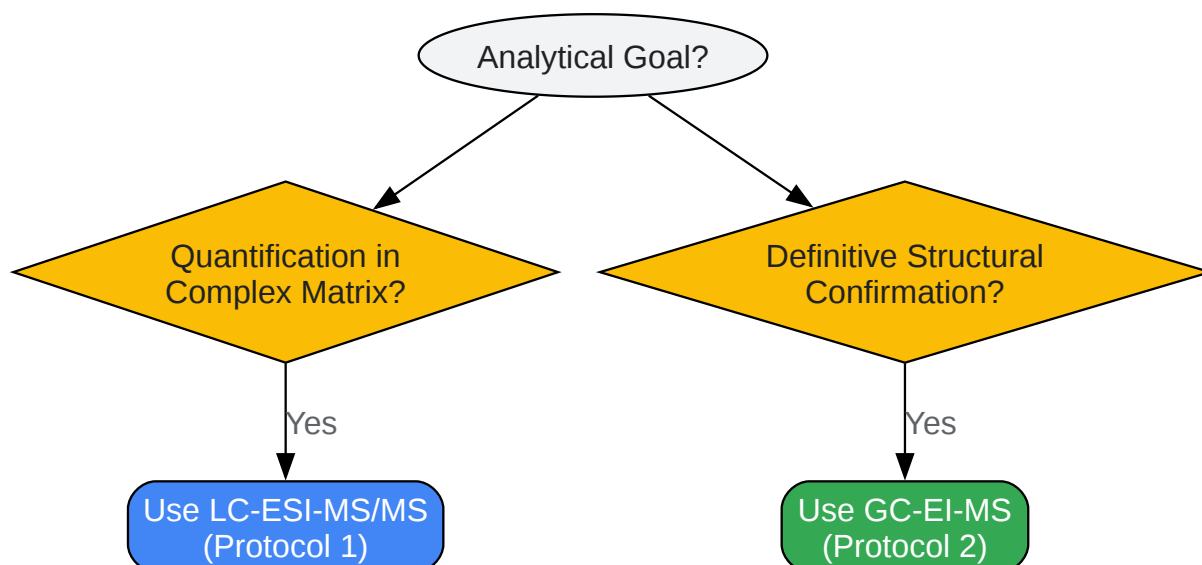 Analytical Goal?
Quantification in
Complex Matrix?
Definitive Structural
Confirmation?
Yes
Yes
Use LC-ESI-MS/MS
(Protocol 1)
Use GC-EI-MS
(Protocol 2)